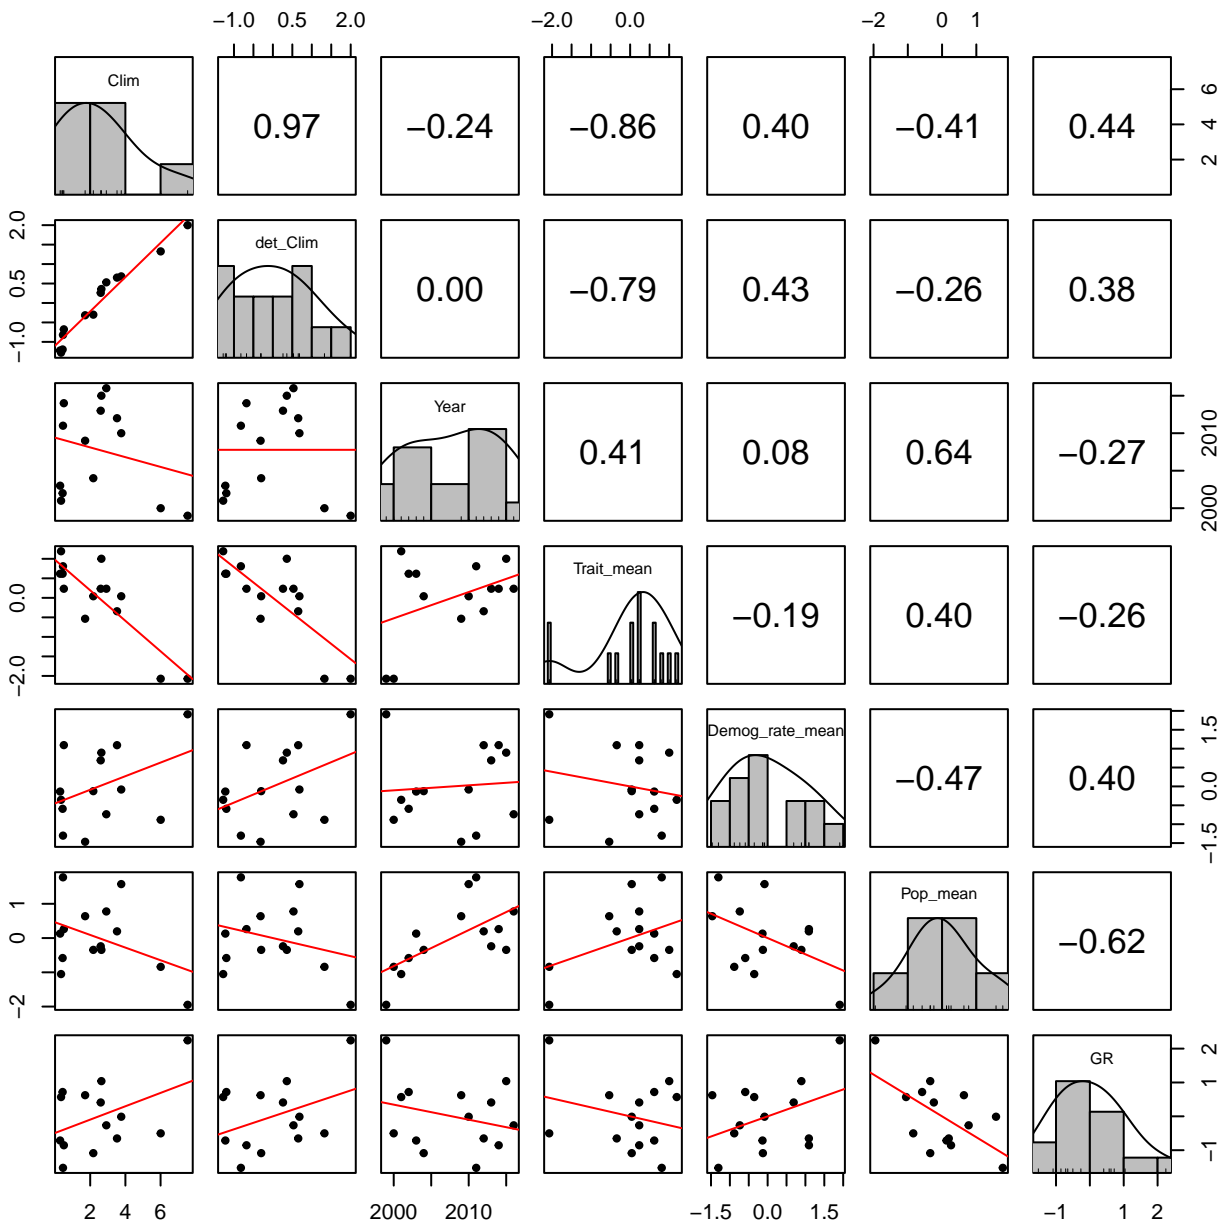 −1.0 0.5 2.0 −2.0 0.0 −2 0 1
Clim 0.97 −0.24 −0.86 0.40 −0.41 0.44 2 4 6
−1.0 0.5 2.0 det_Clim 0.00 −0.79 0.43 −0.26 0.38
Year 0.41 0.08 0.64 −0.27 2000 2010
−2.0 0.0 Trait_mean −0.19 0.40 −0.26
Demog_rate_mean −0.47 0.40 −1.5 0.0 1.5
−2 0 1 Pop_mean −0.62
GR −1 1 2
2 4 6 2000 2010 −1.5 0.0 1.5 −1 1 2